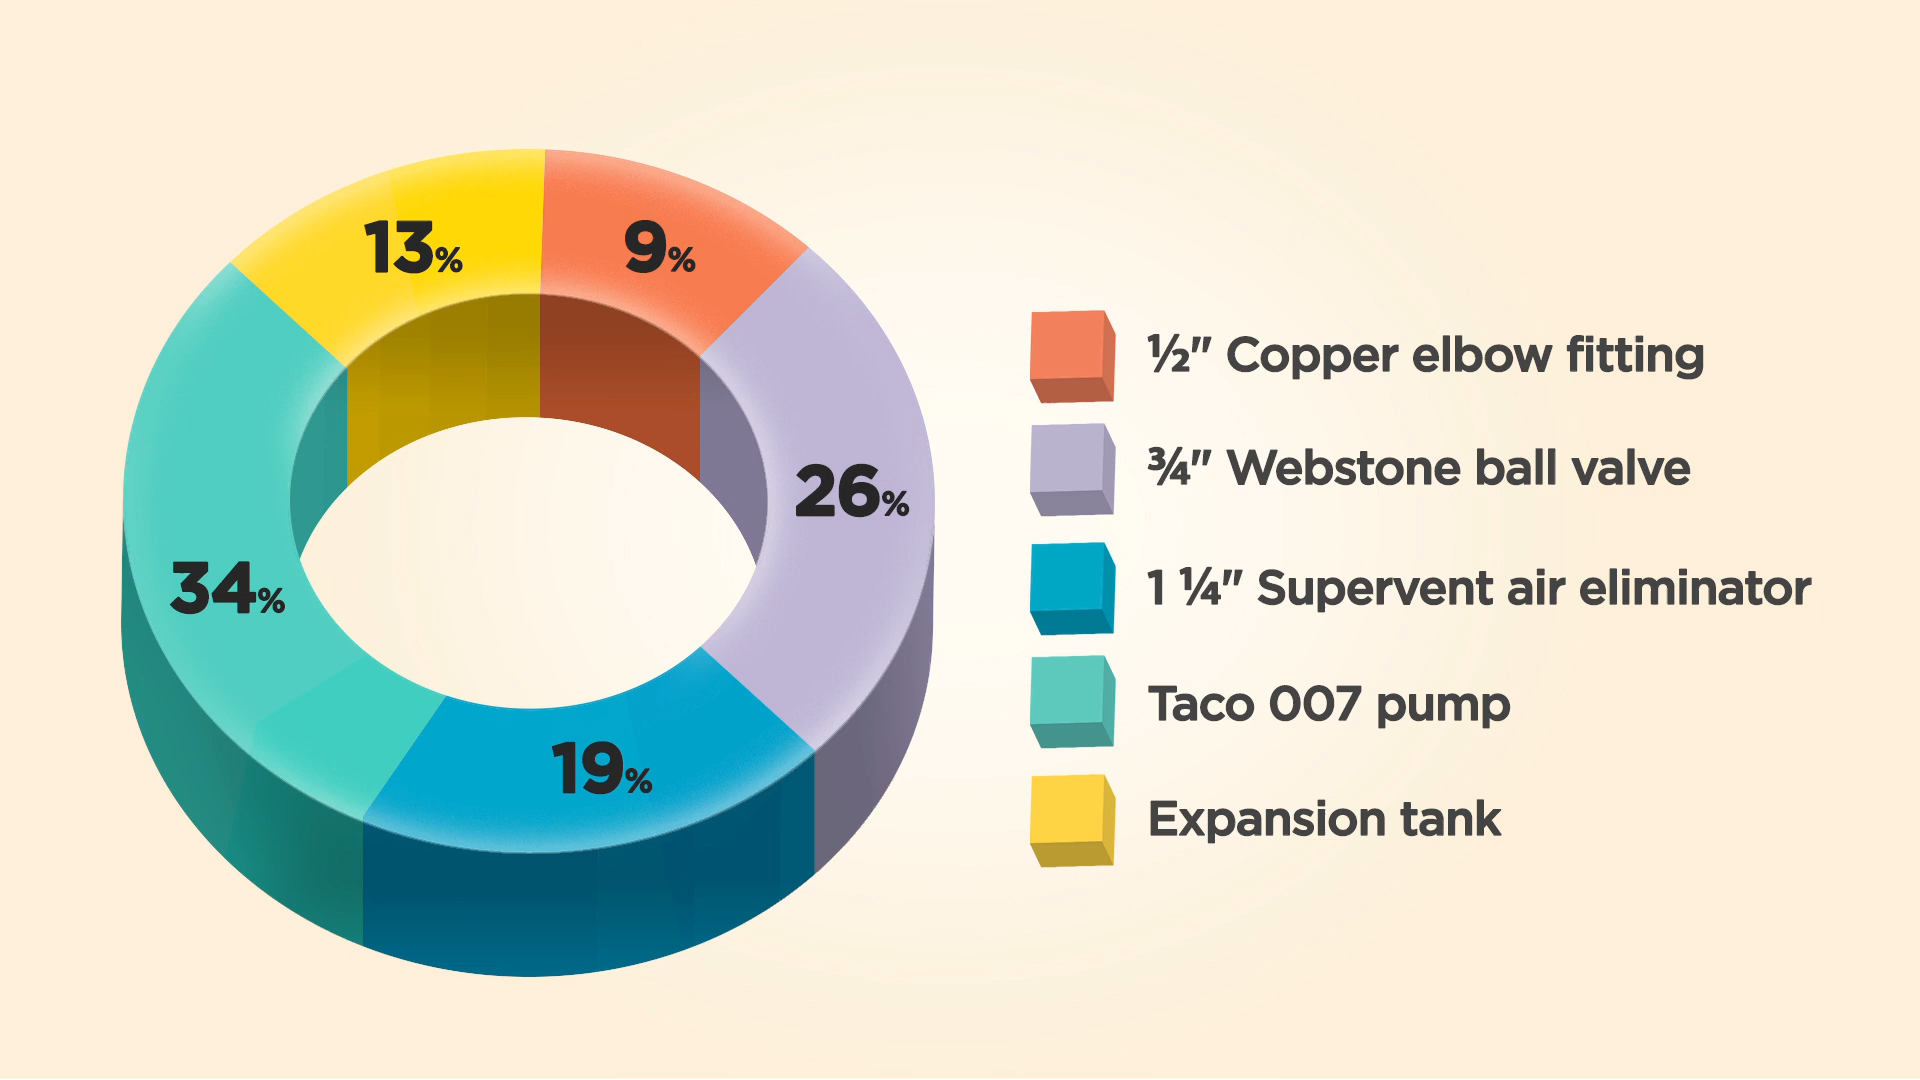 13%
9%
26%
34%
19%
½" Copper elbow fitting
¾" Webstone ball valve
1 ¼" Supervent air eliminator
Taco 007 pump
Expansion tank